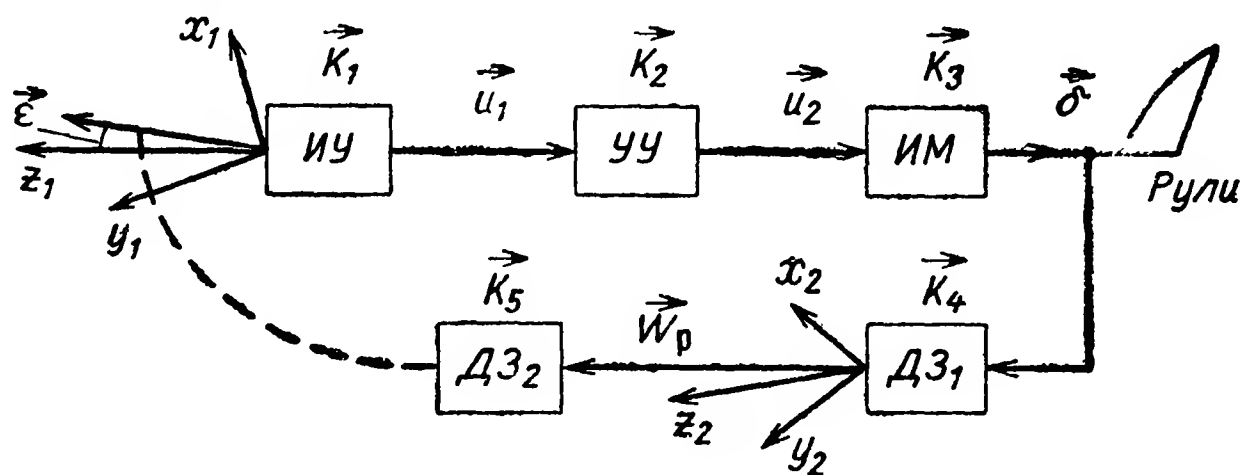 x₁
K₁
K₂
K₃
ε
u₁
u₂
δ
ИУ
УУ
ИМ
z₁
Рули
y₁
K₅
x₂
K₄
Wр
ДЗ₂
ДЗ₁
z₂
y₂